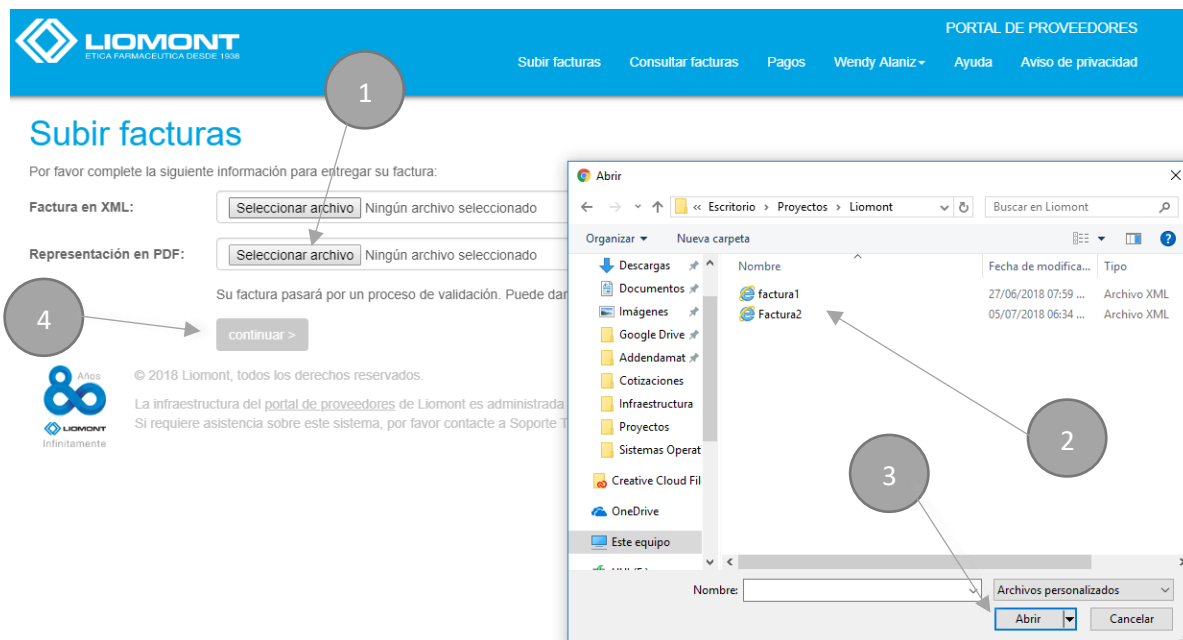 LIOMONT
ETICA FARMACEUTICA DESDE 1938
PORTAL DE PROVEEDORES
Subir facturas Consultar facturas Pagos Wendy Alaniz Ayuda Aviso de privacidad
1
Subir facturas
Por favor complete la siguiente información para entregar su factura:
Factura en XML: Seleccionar archivo Ningún archivo seleccionado
Representación en PDF: Seleccionar archivo Ningún archivo seleccionado
Su factura pasará por un proceso de validación. Puede dar
4
continuar >
80 Años
LIOMONT
Infinitamente
© 2018 Liomont, todos los derechos reservados.
La infraestructura del portal de proveedores de Liomont es administrada
Si requiere asistencia sobre este sistema, por favor contacte a Soporte T
Abrir
« Escritorio > Proyectos > Liomont Buscar en Liomont
Organizar Nueva carpeta
Descargas
Documentos
Imágenes
Google Drive
Addendamat
Cotizaciones
Infraestructura
Proyectos
Sistemas Operat
Creative Cloud Fil
OneDrive
Este equipo
Nombre Fecha de modifica... Tipo
factura1 27/06/2018 07:59 ... Archivo XML
Factura2 05/07/2018 06:34 ... Archivo XML
2
3
Nombre: Archivos personalizados
Abrir Cancelar